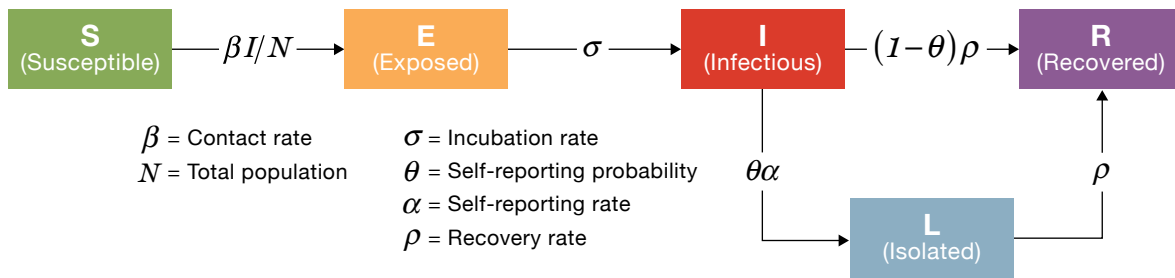 S
(Susceptible)
βI/N
E
(Exposed)
σ
I
(Infectious)
(1−θ)ρ
R
(Recovered)
β = Contact rate
N = Total population
σ = Incubation rate
θ = Self-reporting probability
α = Self-reporting rate
ρ = Recovery rate
θα
ρ
L
(Isolated)